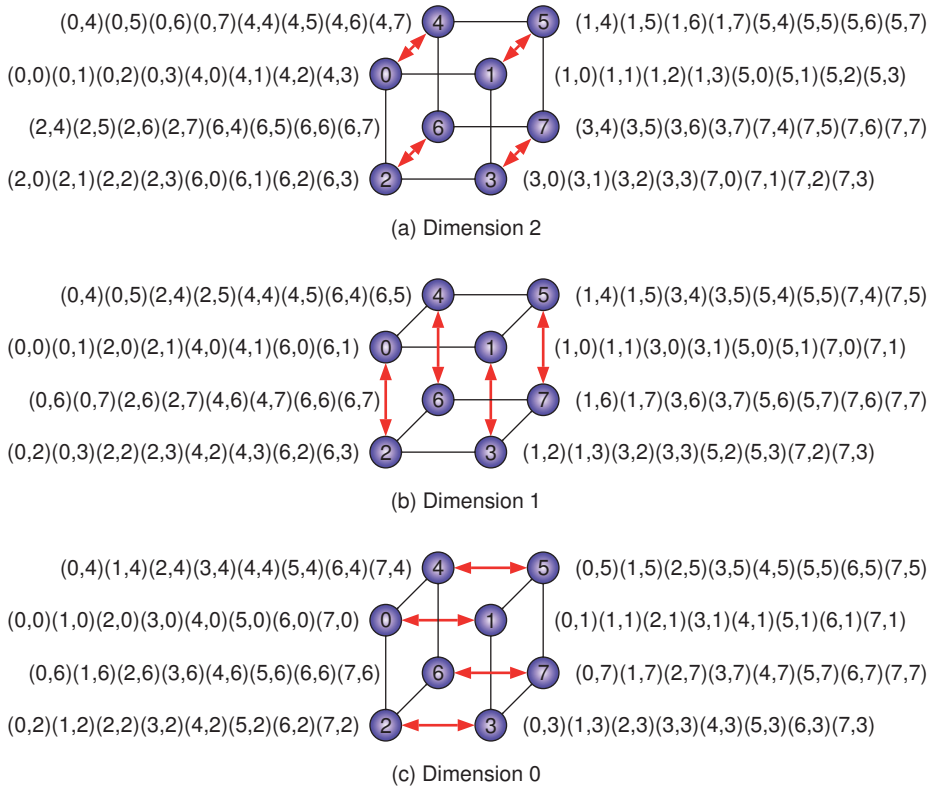 (0,4)(0,5)(0,6)(0,7)(4,4)(4,5)(4,6)(4,7) 4 5 (1,4)(1,5)(1,6)(1,7)(5,4)(5,5)(5,6)(5,7)
(0,0)(0,1)(0,2)(0,3)(4,0)(4,1)(4,2)(4,3) 0 1 (1,0)(1,1)(1,2)(1,3)(5,0)(5,1)(5,2)(5,3)
(2,4)(2,5)(2,6)(2,7)(6,4)(6,5)(6,6)(6,7) 6 7 (3,4)(3,5)(3,6)(3,7)(7,4)(7,5)(7,6)(7,7)
(2,0)(2,1)(2,2)(2,3)(6,0)(6,1)(6,2)(6,3) 2 3 (3,0)(3,1)(3,2)(3,3)(7,0)(7,1)(7,2)(7,3)
(a) Dimension 2
(0,4)(0,5)(2,4)(2,5)(4,4)(4,5)(6,4)(6,5) 4 5 (1,4)(1,5)(3,4)(3,5)(5,4)(5,5)(7,4)(7,5)
(0,0)(0,1)(2,0)(2,1)(4,0)(4,1)(6,0)(6,1) 0 1 (1,0)(1,1)(3,0)(3,1)(5,0)(5,1)(7,0)(7,1)
(0,6)(0,7)(2,6)(2,7)(4,6)(4,7)(6,6)(6,7) 6 7 (1,6)(1,7)(3,6)(3,7)(5,6)(5,7)(7,6)(7,7)
(0,2)(0,3)(2,2)(2,3)(4,2)(4,3)(6,2)(6,3) 2 3 (1,2)(1,3)(3,2)(3,3)(5,2)(5,3)(7,2)(7,3)
(b) Dimension 1
(0,4)(1,4)(2,4)(3,4)(4,4)(5,4)(6,4)(7,4) 4 5 (0,5)(1,5)(2,5)(3,5)(4,5)(5,5)(6,5)(7,5)
(0,0)(1,0)(2,0)(3,0)(4,0)(5,0)(6,0)(7,0) 0 1 (0,1)(1,1)(2,1)(3,1)(4,1)(5,1)(6,1)(7,1)
(0,6)(1,6)(2,6)(3,6)(4,6)(5,6)(6,6)(7,6) 6 7 (0,7)(1,7)(2,7)(3,7)(4,7)(5,7)(6,7)(7,7)
(0,2)(1,2)(2,2)(3,2)(4,2)(5,2)(6,2)(7,2) 2 3 (0,3)(1,3)(2,3)(3,3)(4,3)(5,3)(6,3)(7,3)
(c) Dimension 0